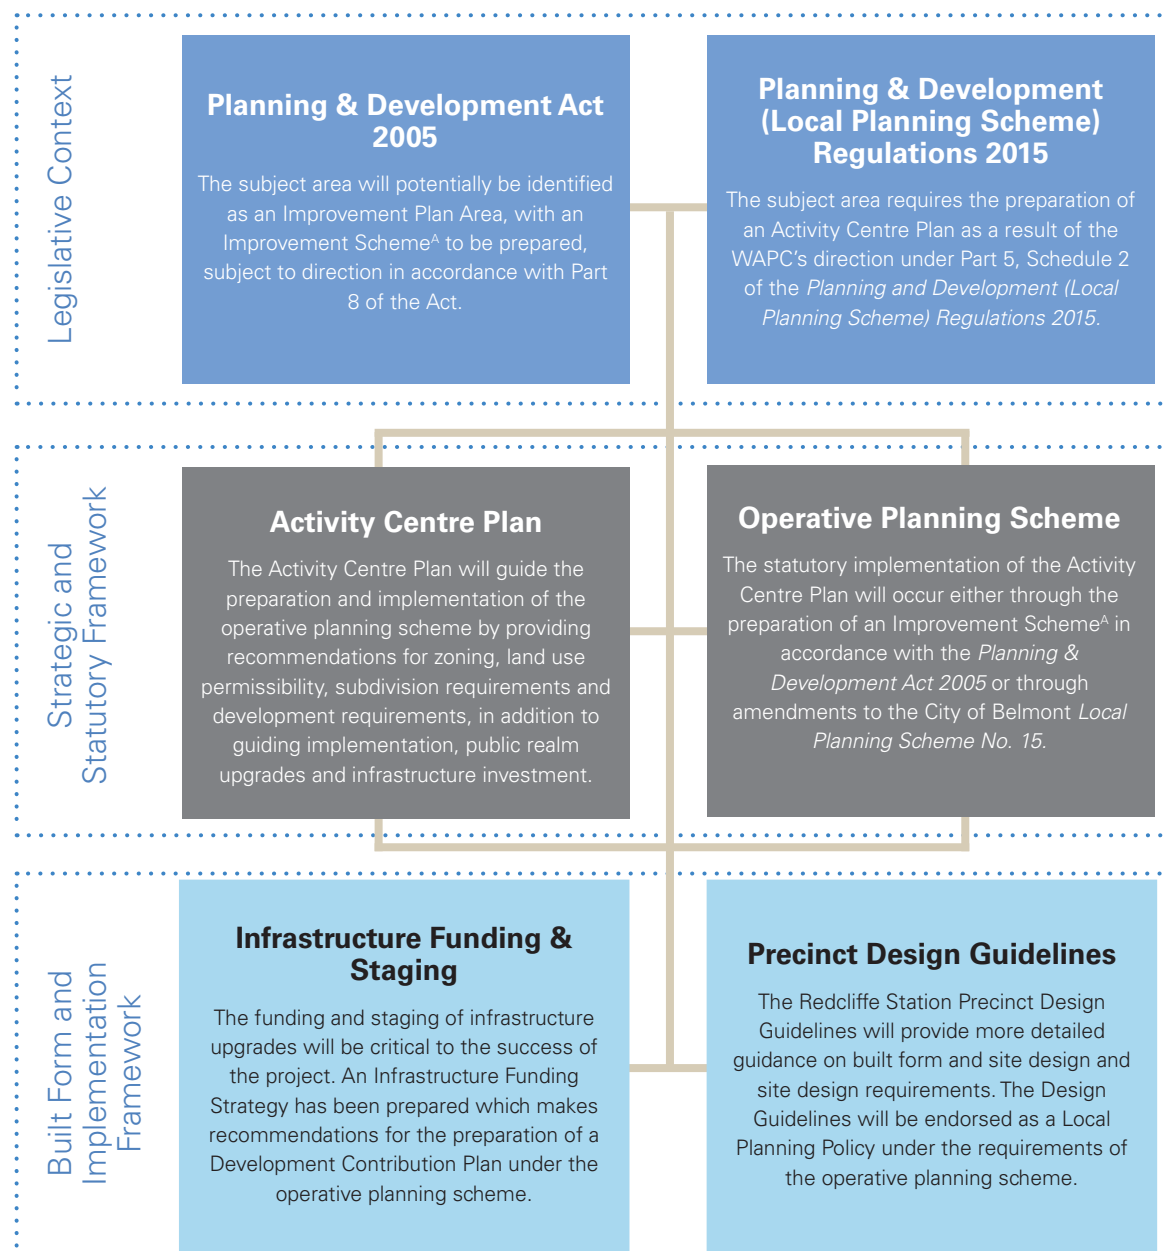 Legislative Context
Planning & Development Act
2005
The subject area will potentially be identified
as an Improvement Plan Area, with an
Improvement Schemeᴬ to be prepared,
subject to direction in accordance with Part
8 of the Act.
Planning & Development
(Local Planning Scheme)
Regulations 2015
The subject area requires the preparation of
an Activity Centre Plan as a result of the
WAPC's direction under Part 5, Schedule 2
of the Planning and Development (Local
Planning Scheme) Regulations 2015.
Strategic and
Statutory Framework
Activity Centre Plan
The Activity Centre Plan will guide the
preparation and implementation of the
operative planning scheme by providing
recommendations for zoning, land use
permissibility, subdivision requirements and
development requirements, in addition to
guiding implementation, public realm
upgrades and infrastructure investment.
Operative Planning Scheme
The statutory implementation of the Activity
Centre Plan will occur either through the
preparation of an Improvement Schemeᴬ in
accordance with the Planning &
Development Act 2005 or through
amendments to the City of Belmont Local
Planning Scheme No. 15.
Built Form and
Implementation
Framework
Infrastructure Funding &
Staging
The funding and staging of infrastructure
upgrades will be critical to the success of
the project. An Infrastructure Funding
Strategy has been prepared which makes
recommendations for the preparation of a
Development Contribution Plan under the
operative planning scheme.
Precinct Design Guidelines
The Redcliffe Station Precinct Design
Guidelines will provide more detailed
guidance on built form and site design and
site design requirements. The Design
Guidelines will be endorsed as a Local
Planning Policy under the requirements of
the operative planning scheme.